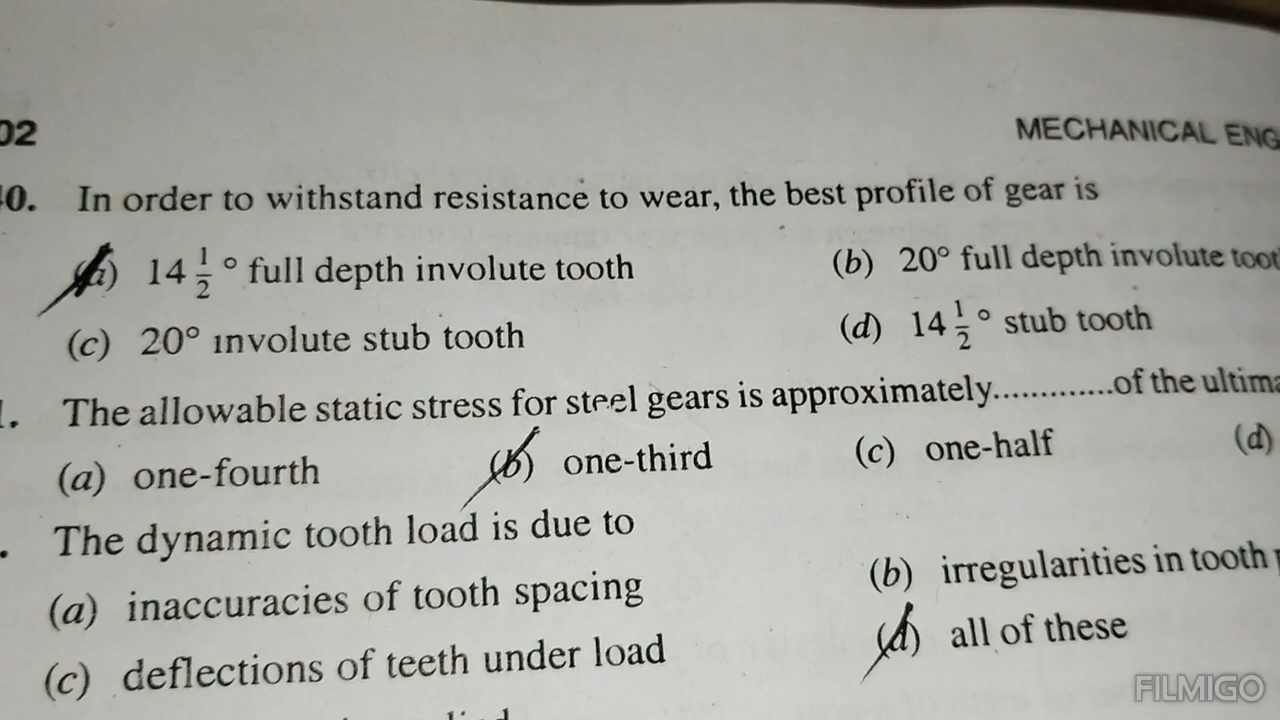 02
MECHANICAL ENG
40. In order to withstand resistance to wear, the best profile of gear is
(a) 14 1/2 ° full depth involute tooth (b) 20° full depth involute toot
(c) 20° involute stub tooth (d) 14 1/2 ° stub tooth
1. The allowable static stress for steel gears is approximately.............of the ultima
(a) one-fourth (b) one-third (c) one-half (d)
. The dynamic tooth load is due to
(a) inaccuracies of tooth spacing (b) irregularities in tooth
(c) deflections of teeth under load (d) all of these
FILMIGO